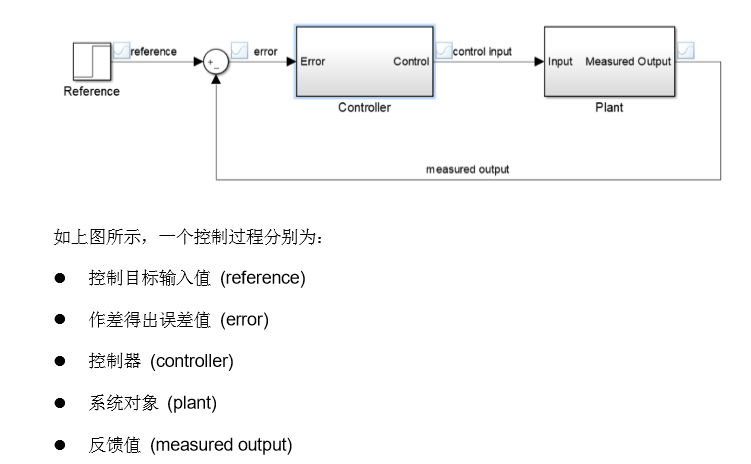 reference
error
Error
Control
control input
Input
Measured Output
Reference
Controller
Plant
measured output
如上图所示，一个控制过程分别为：
● 控制目标输入值 (reference)
● 作差得出误差值 (error)
● 控制器 (controller)
● 系统对象 (plant)
● 反馈值 (measured output)